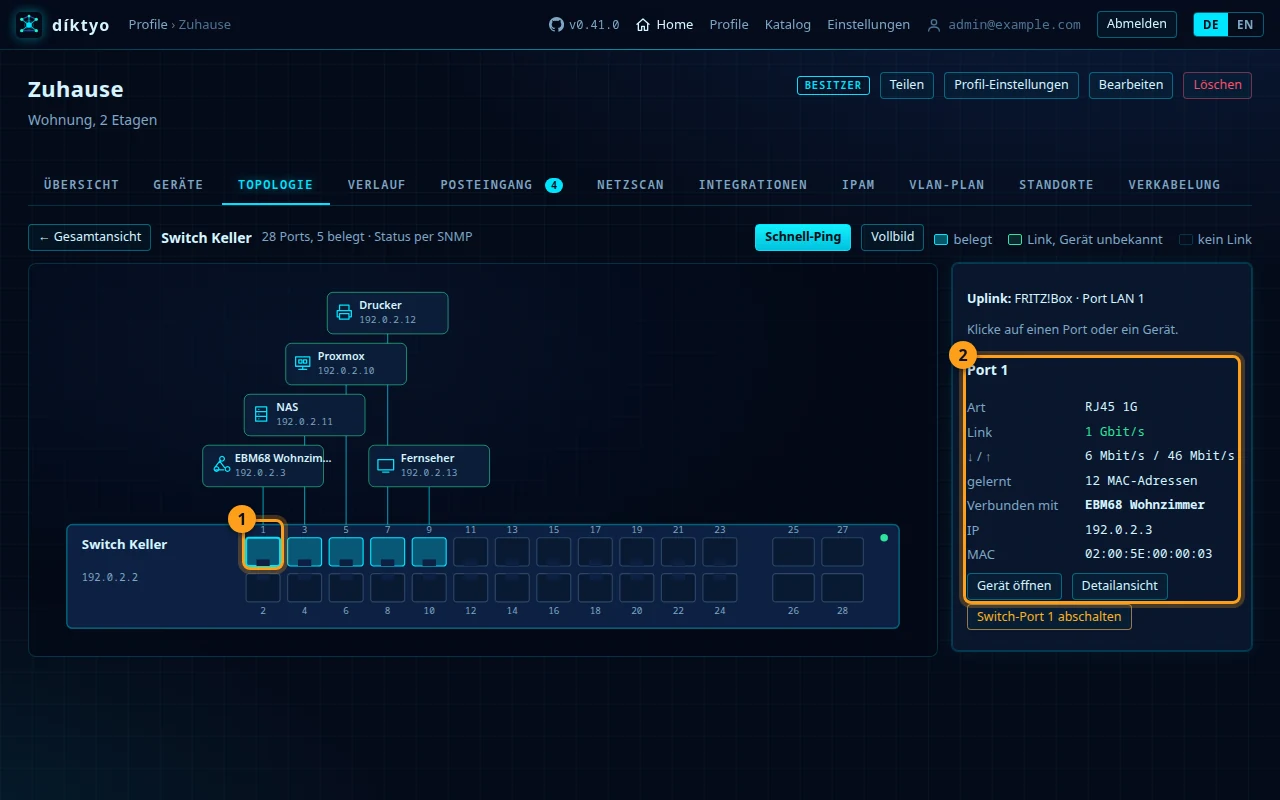 díktyo Profile › Zuhause v0.41.0 Home Profile Katalog Einstellungen admin@example.com Abmelden DE EN
Zuhause
BESITZER Teilen Profil-Einstellungen Bearbeiten Löschen
Wohnung, 2 Etagen
ÜBERSICHT GERÄTE TOPOLOGIE VERLAUF POSTEINGANG 4 NETZSCAN INTEGRATIONEN IPAM VLAN-PLAN STANDORTE VERKABELUNG
← Gesamtansicht Switch Keller 28 Ports, 5 belegt · Status per SNMP Schnell-Ping Vollbild belegt Link, Gerät unbekannt kein Link
Drucker
192.0.2.12
Proxmox
192.0.2.10
NAS
192.0.2.11
EBM68 Wohnzim...
192.0.2.3
Fernseher
192.0.2.13
1
1 3 5 7 9 11 13 15 17 19 21 23 25 27
Switch Keller
192.0.2.2
2 4 6 8 10 12 14 16 18 20 22 24 26 28
Uplink: FRITZ!Box · Port LAN 1
Klicke auf einen Port oder ein Gerät.
2
Port 1
Art RJ45 1G
Link 1 Gbit/s
↓ / ↑ 6 Mbit/s / 46 Mbit/s
gelernt 12 MAC-Adressen
Verbunden mit EBM68 Wohnzimmer
IP 192.0.2.3
MAC 02:00:5E:00:00:03
Gerät öffnen Detailansicht
Switch-Port 1 abschalten